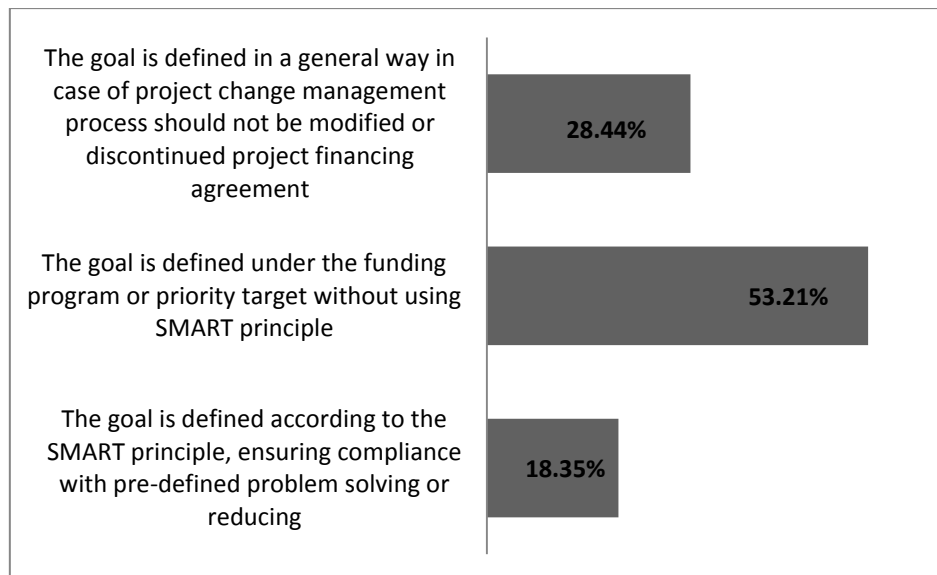 The goal is defined in a general way in
case of project change management
process should not be modified or
discontinued project financing
agreement
28.44%
The goal is defined under the funding
program or priority target without using
SMART principle
53.21%
The goal is defined according to the
SMART principle, ensuring compliance
with pre-defined problem solving or
reducing
18.35%